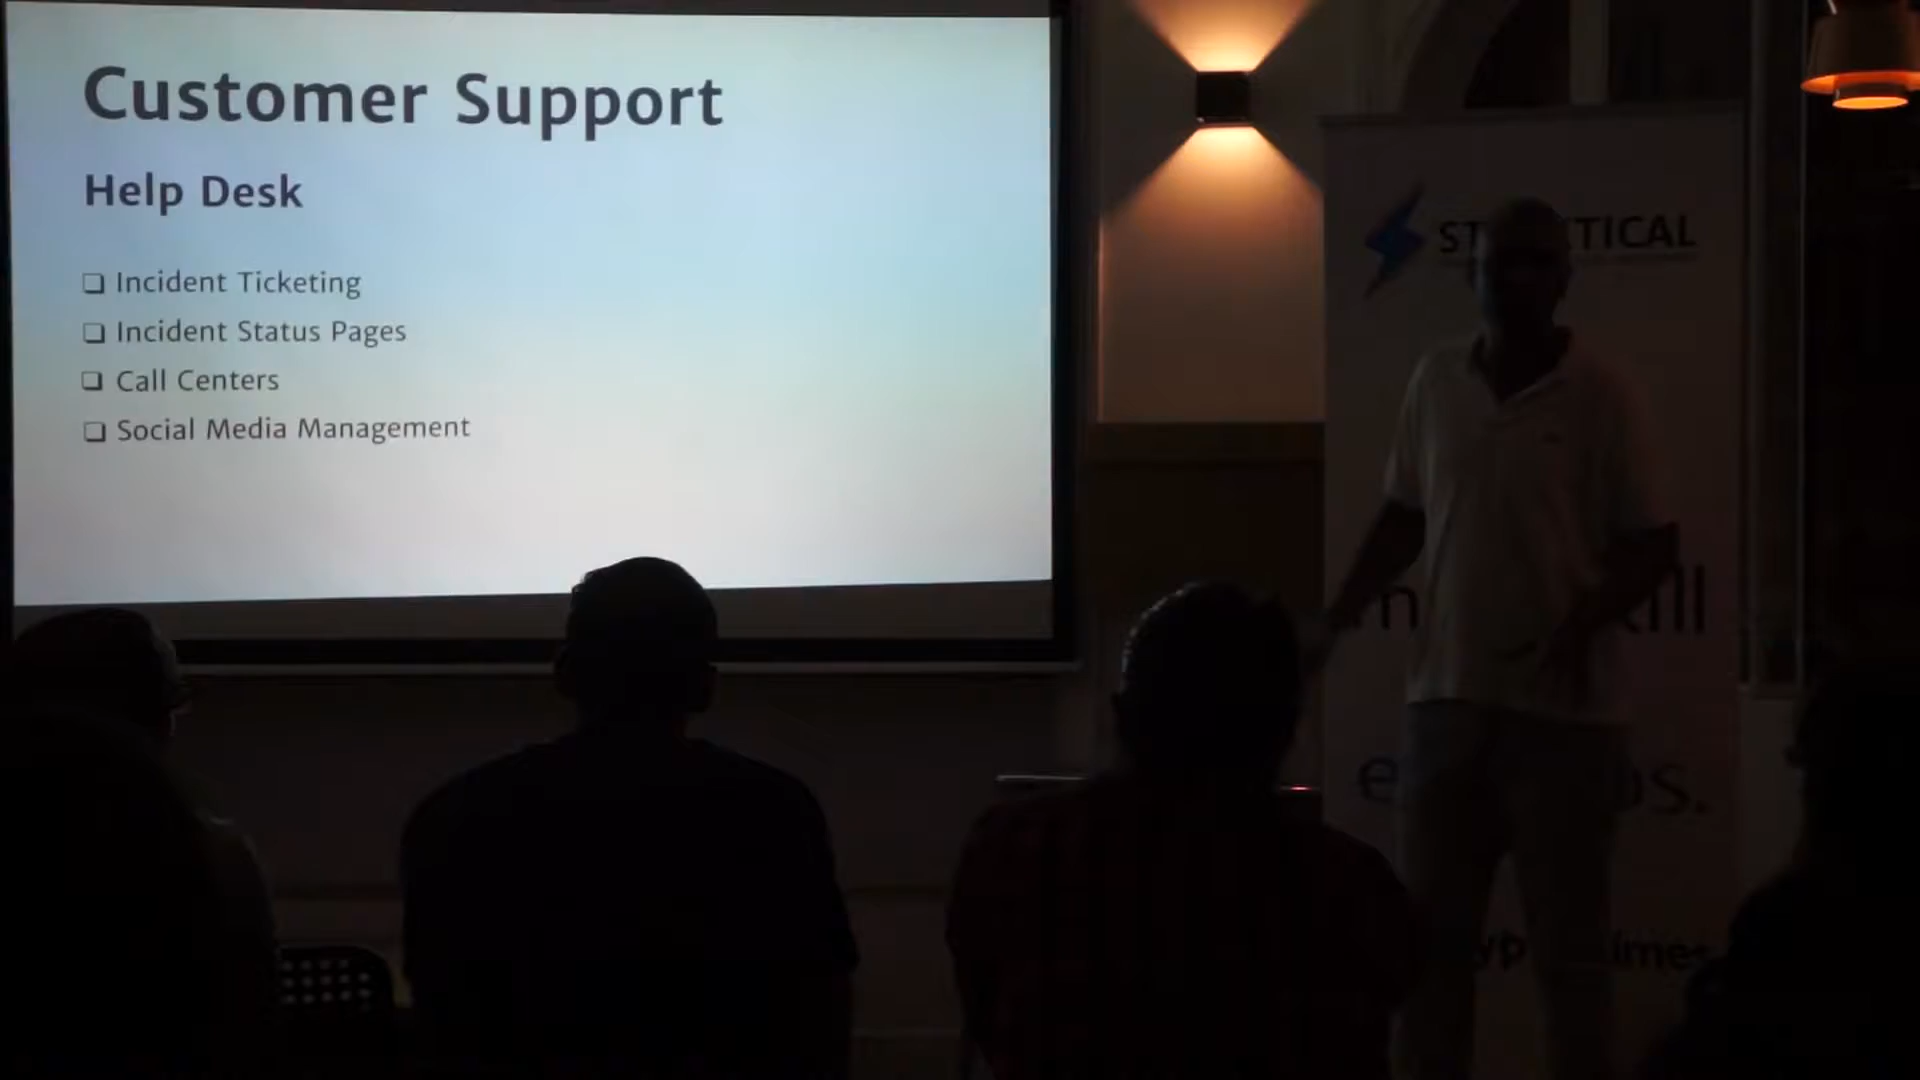 Customer Support
Help Desk
❑ Incident Ticketing
❑ Incident Status Pages
❑ Call Centers
❑ Social Media Management